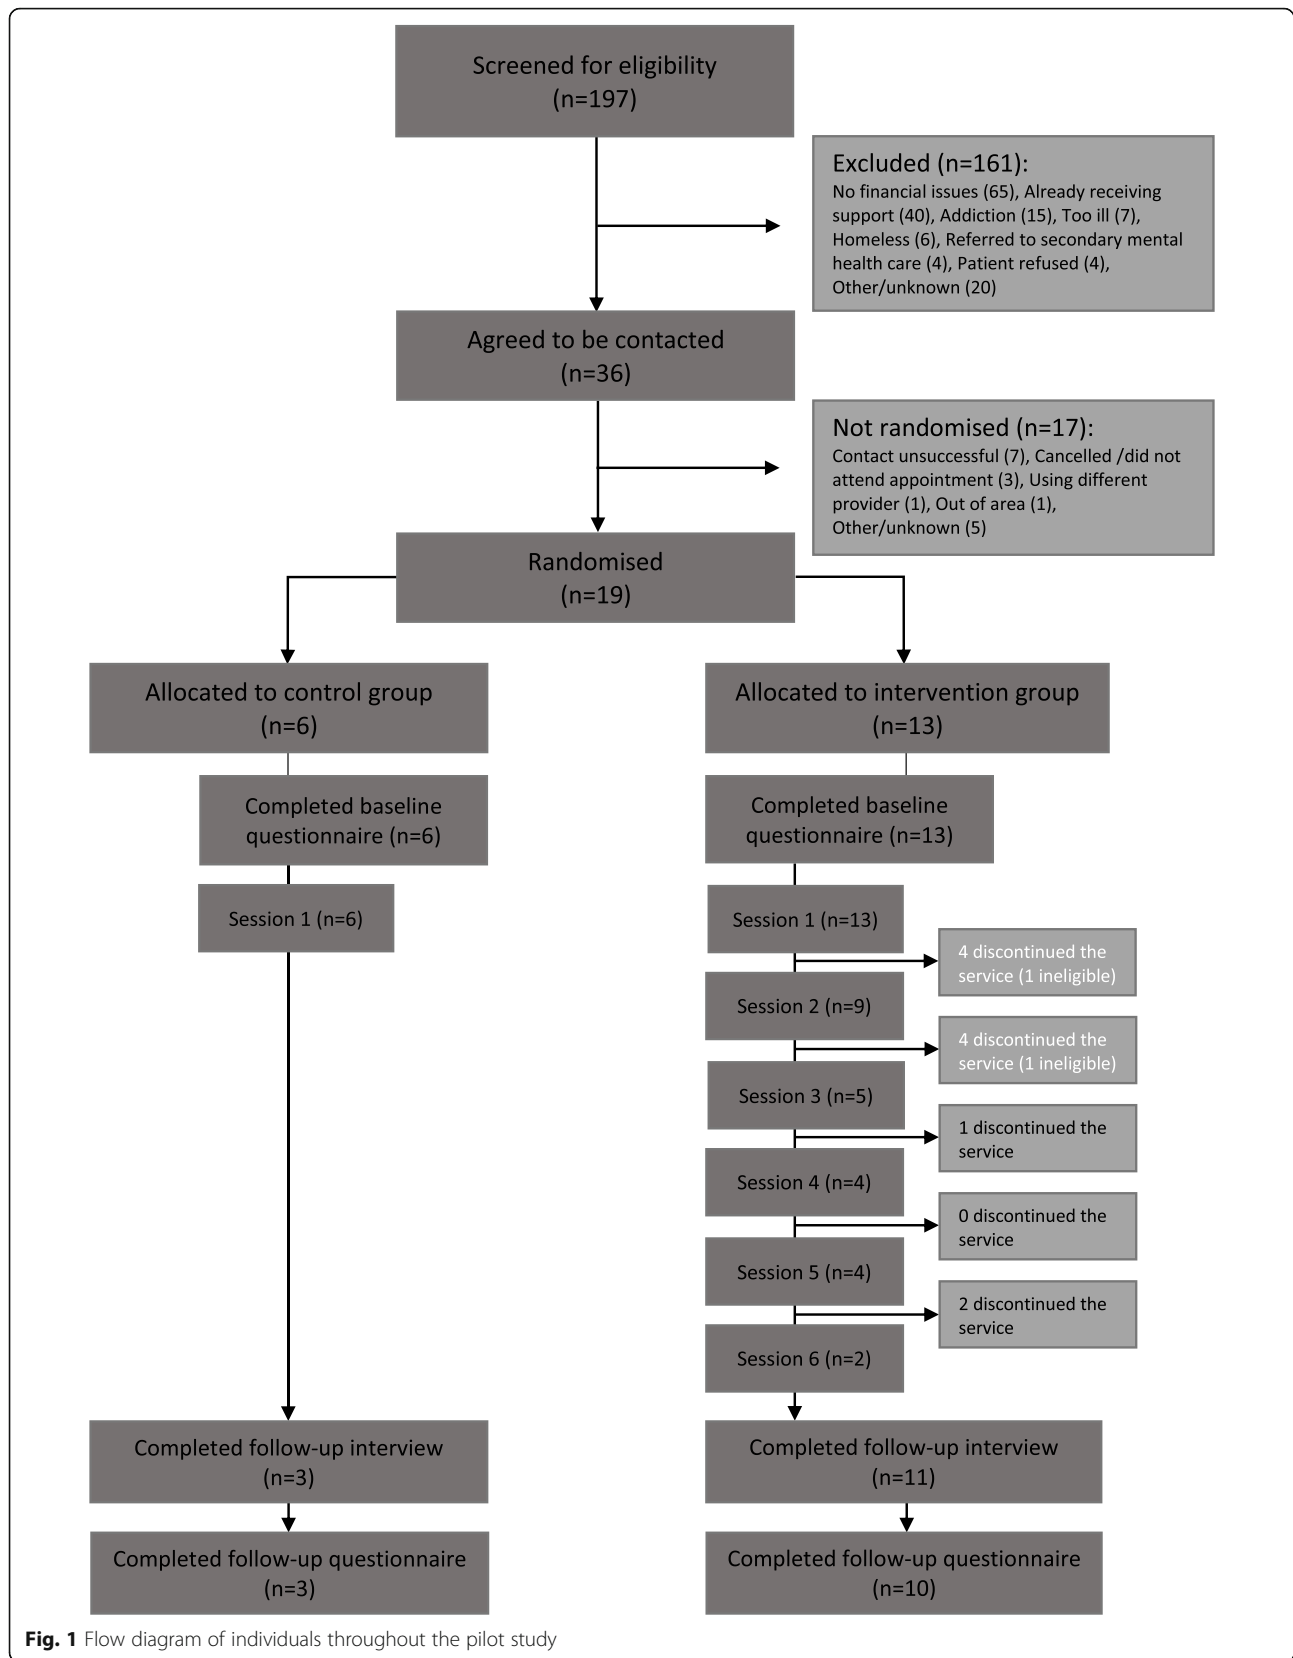 Screened for eligibility
(n=197)
Excluded (n=161):
No financial issues (65), Already receiving
support (40), Addiction (15), Too ill (7),
Homeless (6), Referred to secondary mental
health care (4), Patient refused (4),
Other/unknown (20)
Agreed to be contacted
(n=36)
Not randomised (n=17):
Contact unsuccessful (7), Cancelled /did not
attend appointment (3), Using different
provider (1), Out of area (1),
Other/unknown (5)
Randomised
(n=19)
Allocated to control group
(n=6)
Completed baseline
questionnaire (n=6)
Session 1 (n=6)
Allocated to intervention group
(n=13)
Completed baseline
questionnaire (n=13)
Session 1 (n=13)
4 discontinued the
service (1 ineligible)
Session 2 (n=9)
4 discontinued the
service (1 ineligible)
Session 3 (n=5)
1 discontinued the
service
Session 4 (n=4)
0 discontinued the
service
Session 5 (n=4)
2 discontinued the
service
Session 6 (n=2)
Completed follow-up interview
(n=3)
Completed follow-up questionnaire
(n=3)
Completed follow-up interview
(n=11)
Completed follow-up questionnaire
(n=10)
Fig. 1 Flow diagram of individuals throughout the pilot study